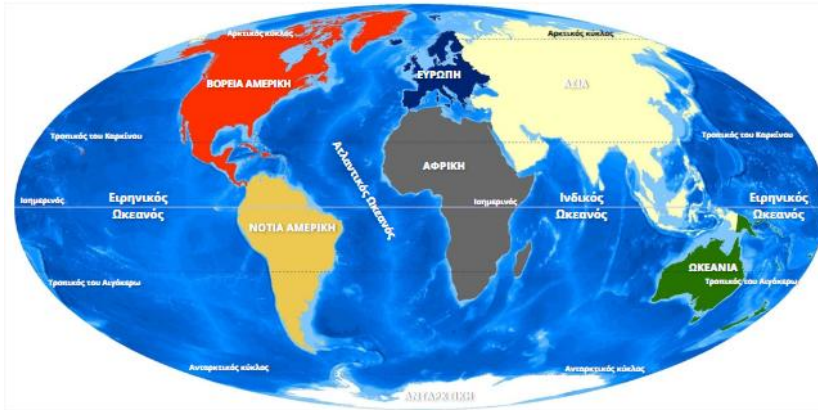 Αρκτικός κύκλος
Αρκτικός κύκλος
ΒΟΡΕΙΑ ΑΜΕΡΙΚΗ
ΕΥΡΩΠΗ
ΑΣΙΑ
Τροπικός του Καρκίνου
Τροπικός του Καρκίνου
ΑΦΡΙΚΗ
Ατλαντικός Ωκεανός
Ισημερινός
Ειρηνικός
Ωκεανός
Ισημερινός
Ινδικός
Ωκεανός
Ειρηνικός
Ωκεανός
ΝΟΤΙΑ ΑΜΕΡΙΚΗ
ΩΚΕΑΝΙΑ
Τροπικός του Αιγόκερω
Τροπικός του Αιγόκερω
Ανταρκτικός κύκλος
Ανταρκτικός κύκλος
ΑΝΤΑΡΚΤΙΚΗ